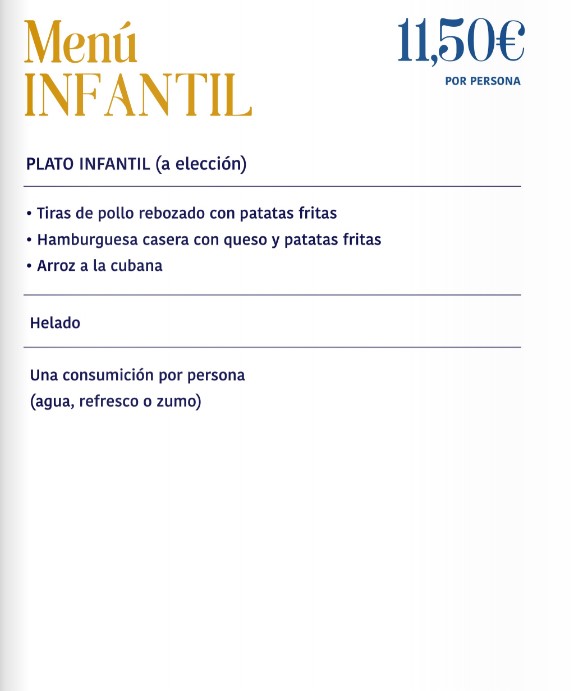 Menú
INFANTIL
11,50€
POR PERSONA
PLATO INFANTIL (a elección)
• Tiras de pollo rebozado con patatas fritas
• Hamburguesa casera con queso y patatas fritas
• Arroz a la cubana
Helado
Una consumición por persona
(agua, refresco o zumo)